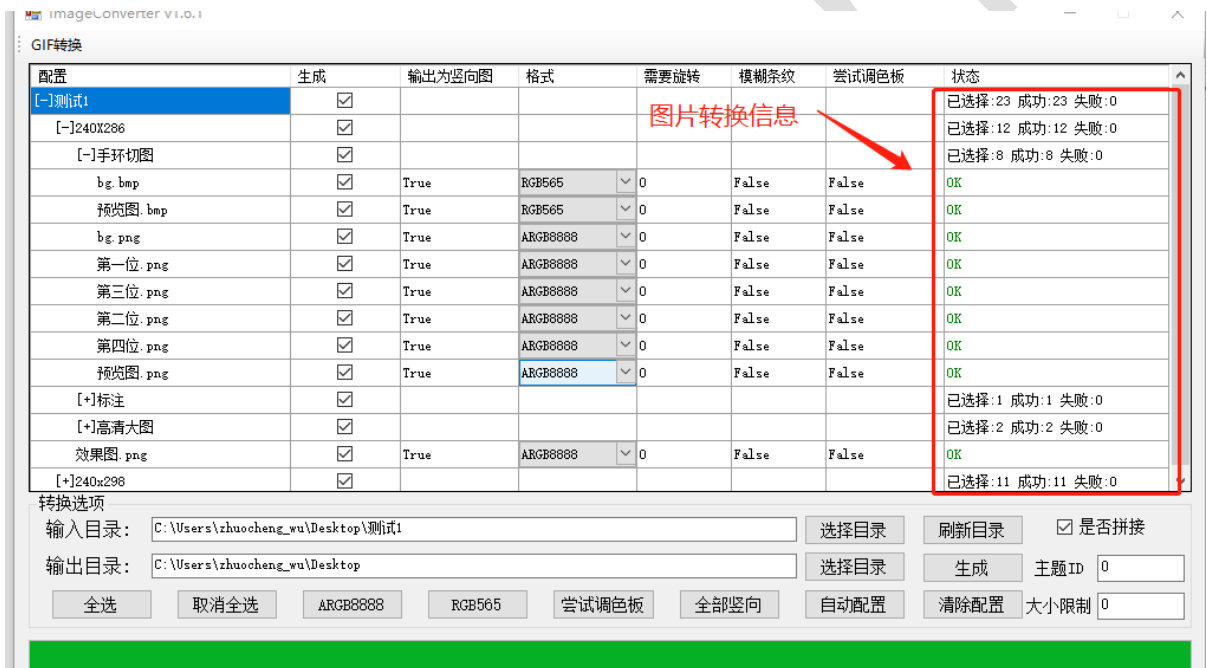 ImageConverter v1.6.1
GIF转换
配置 生成 输出为竖向图 格式 需要旋转 模糊条纹 尝试调色板 状态
[-]测试1 已选择:23 成功:23 失败:0
图片转换信息
[-]240X286 已选择:12 成功:12 失败:0
[-]手环切图 已选择:8 成功:8 失败:0
bg.bmp True RGB565 0 False False OK
预览图.bmp True RGB565 0 False False OK
bg.png True ARGB8888 0 False False OK
第一位.png True ARGB8888 0 False False OK
第三位.png True ARGB8888 0 False False OK
第二位.png True ARGB8888 0 False False OK
第四位.png True ARGB8888 0 False False OK
预览图.png True ARGB8888 0 False False OK
[+]标注 已选择:1 成功:1 失败:0
[+]高清大图 已选择:2 成功:2 失败:0
效果图.png True ARGB8888 0 False False OK
[+]240x298 已选择:11 成功:11 失败:0
转换选项
输入目录: C:\Users\zhuocheng_wu\Desktop\测试1 选择目录 刷新目录 是否拼接
输出目录: C:\Users\zhuocheng_wu\Desktop 选择目录 生成 主题ID 0
全选 取消全选 ARGB8888 RGB565 尝试调色板 全部竖向 自动配置 清除配置 大小限制 0